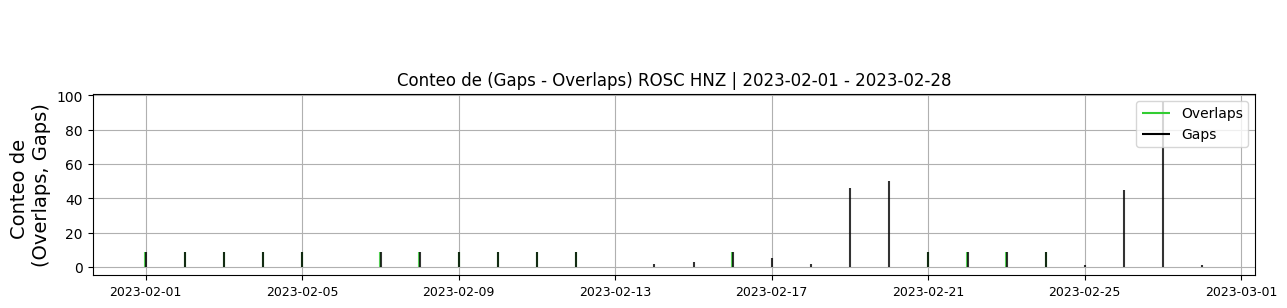 Conteo de (Gaps - Overlaps) ROSC HNZ | 2023-02-01 - 2023-02-28
Conteo de
(Overlaps, Gaps)
100
80
60
40
20
0
Overlaps
Gaps
2023-02-01
2023-02-05
2023-02-09
2023-02-13
2023-02-17
2023-02-21
2023-02-25
2023-03-01